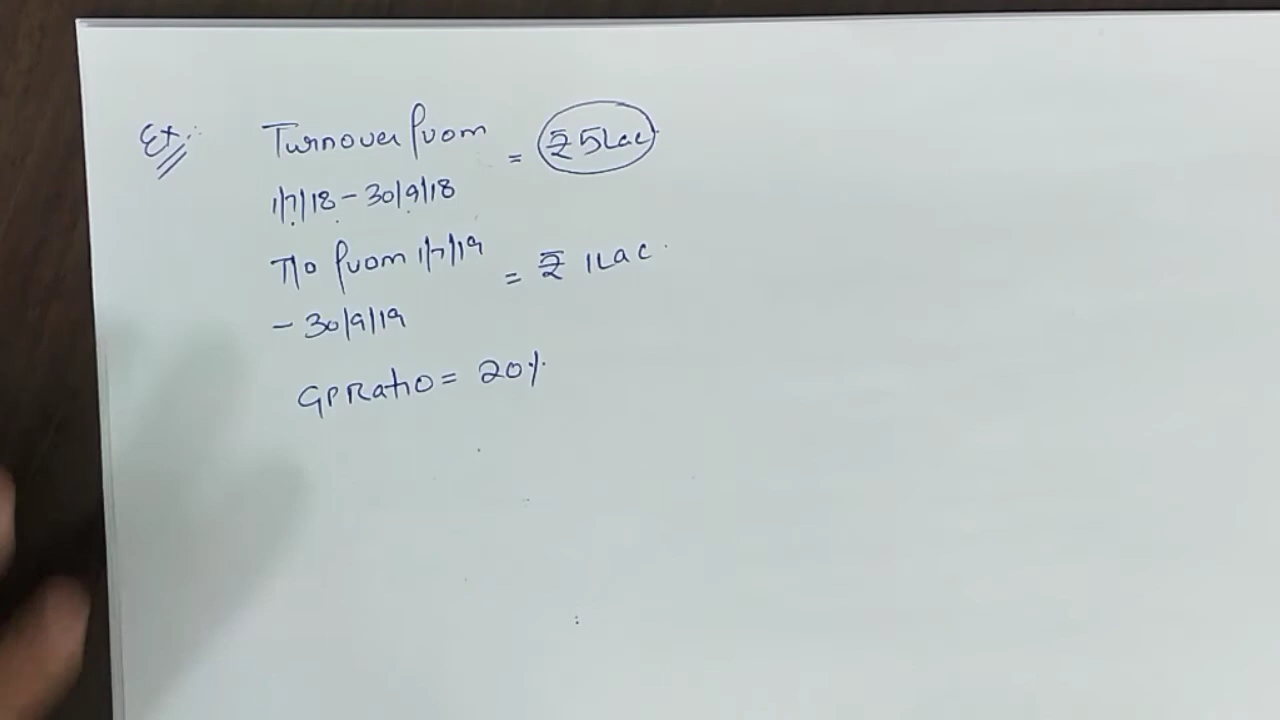 Ex:
Turnover from = ₹5Lac
1/7/18 - 30/9/18
T/o from 1/7/19 = ₹ 1Lac.
- 30/9/19
GP Ratio = 20%